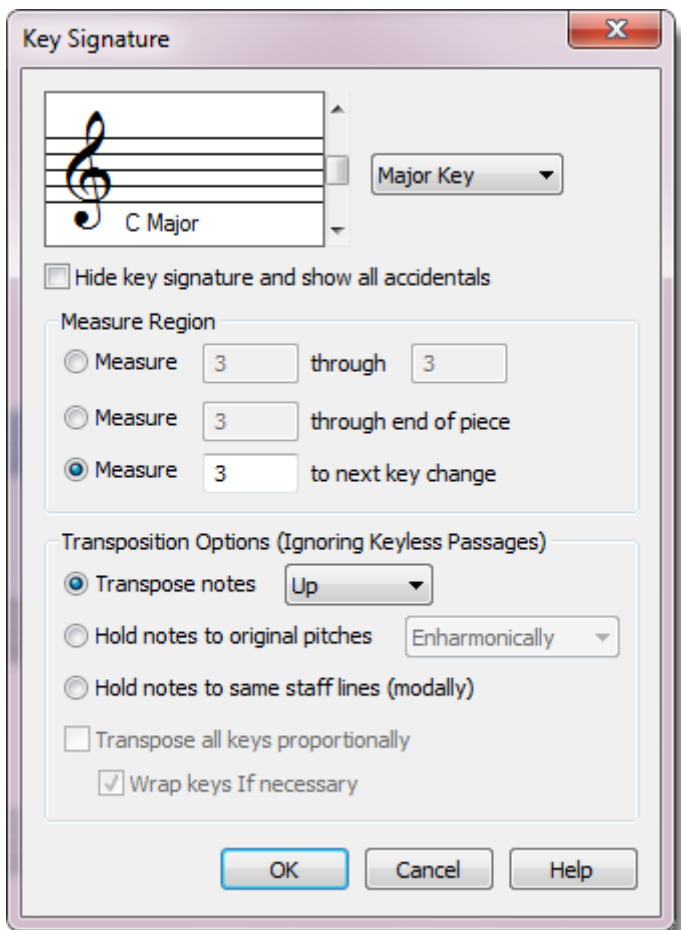 Key Signature
C Major
Major Key
Hide key signature and show all accidentals
Measure Region
Measure 3 through 3
Measure 3 through end of piece
Measure 3 to next key change
Transposition Options (Ignoring Keyless Passages)
Transpose notes Up
Hold notes to original pitches Enharmonically
Hold notes to same staff lines (modally)
Transpose all keys proportionally
Wrap keys If necessary
OK Cancel Help